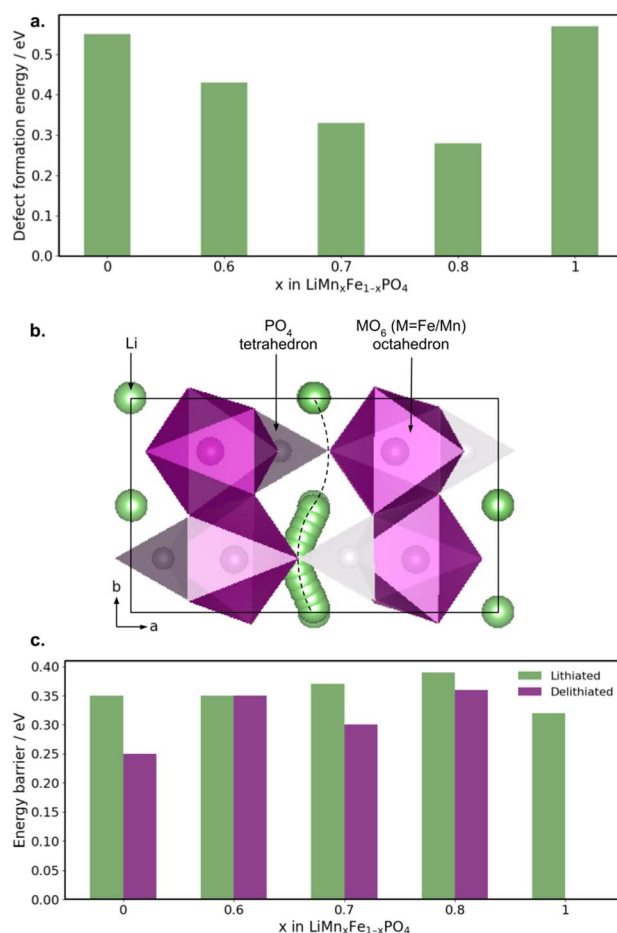 a.
Defect formation energy / eV
0.5
0.4
0.3
0.2
0.1
0.0
0 0.6 0.7 0.8 1
x in LiMnₓFe₁₋ₓPO₄
b.
Li
PO₄
tetrahedron
MO₆ (M=Fe/Mn)
octahedron
b
a
c.
Energy barrier / eV
0.40
0.35
0.30
0.25
0.20
0.15
0.10
0.05
0.00
Lithiated
Delithiated
0 0.6 0.7 0.8 1
x in LiMnₓFe₁₋ₓPO₄